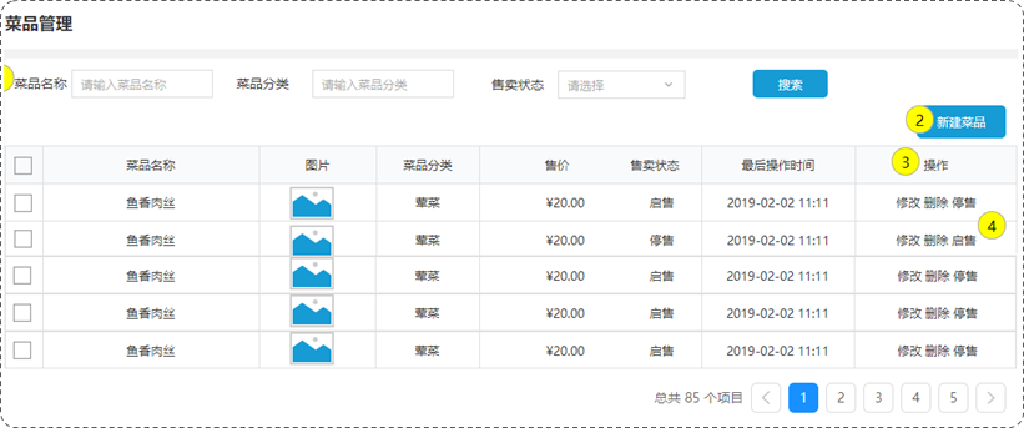 菜品管理
菜品名称 请输入菜品名称 菜品分类 请输入菜品分类 售卖状态 请选择 搜索
2 新建菜品
菜品名称 图片 菜品分类 售价 售卖状态 最后操作时间 3 操作
鱼香肉丝 荤菜 ¥20.00 启售 2019-02-02 11:11 修改 删除 停售
4
鱼香肉丝 荤菜 ¥20.00 停售 2019-02-02 11:11 修改 删除 启售
鱼香肉丝 荤菜 ¥20.00 启售 2019-02-02 11:11 修改 删除 停售
鱼香肉丝 荤菜 ¥20.00 启售 2019-02-02 11:11 修改 删除 停售
鱼香肉丝 荤菜 ¥20.00 启售 2019-02-02 11:11 修改 删除 停售
总共 85 个项目 < 1 2 3 4 5 >